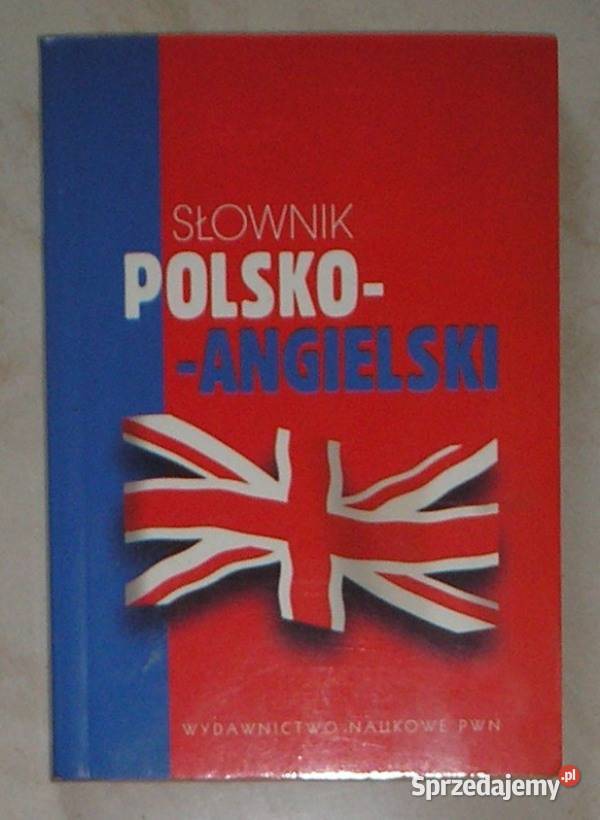 SŁOWNIK
POLSKO-
-ANGIELSKI
WYDAWNICTWO NAUKOWE PWN
Sprzedajemy.pl